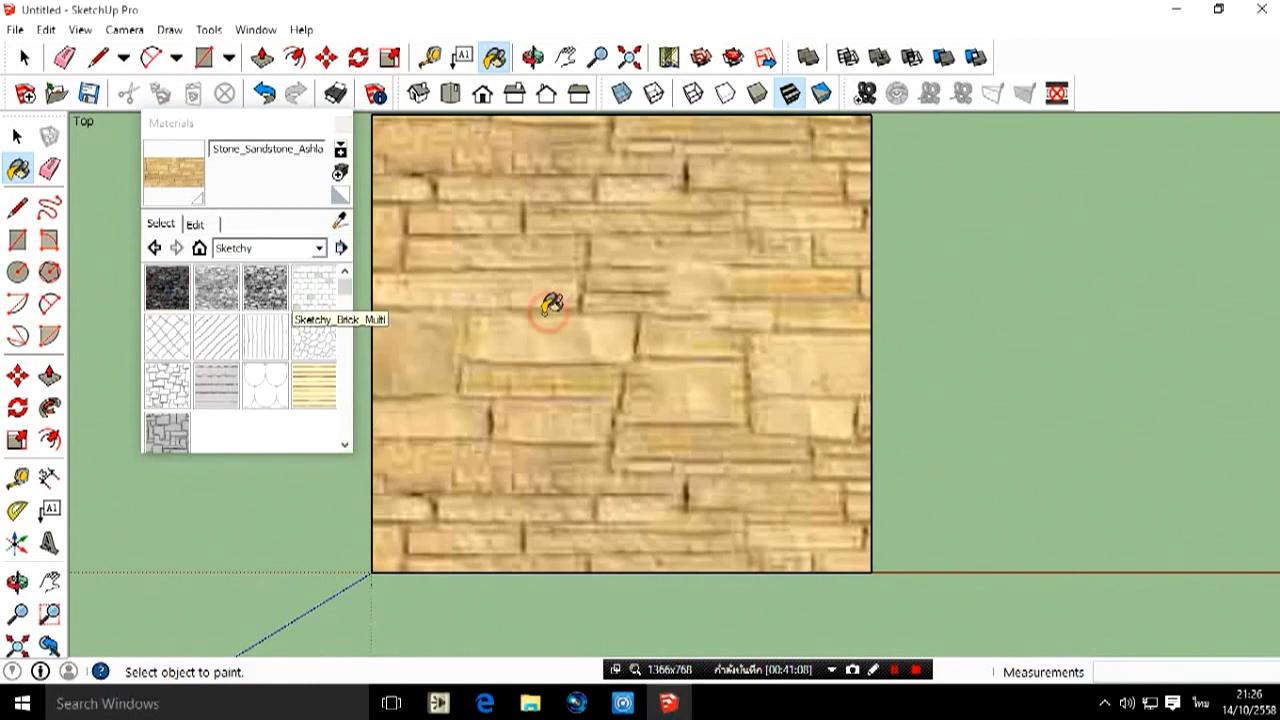 Untitled - SketchUp Pro
File Edit View Camera Draw Tools Window Help
A1
Top
Materials
Stone_Sandstone_Ashla
Select Edit
Sketchy
Sketchy_Brick_Multi
A1
Select object to paint.
1366x768 กำลังบันทึก [00:41:08]
Measurements
Search Windows
ไทย
21:26
14/10/2558